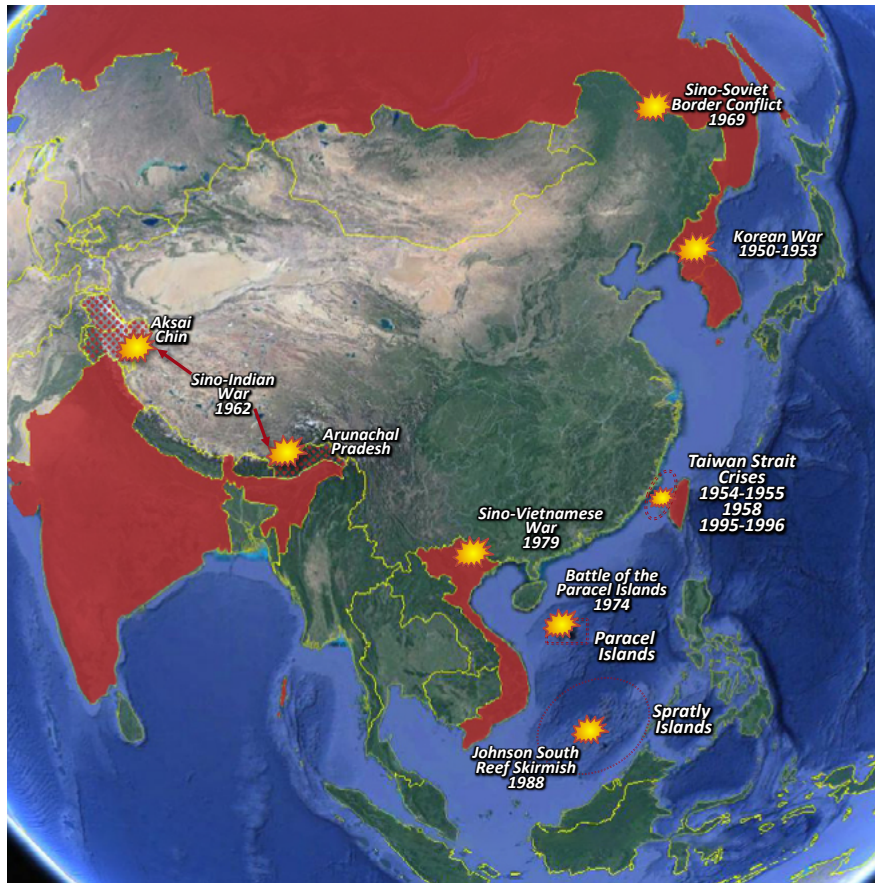 Sino-Soviet
Border Conflict
1969
Korean War
1950-1953
Aksai
Chin
Sino-Indian
War
1962
Arunachal
Pradesh
Taiwan Strait
Crises
1954-1955
1958
1995-1996
Sino-Vietnamese
War
1979
Battle of the
Paracel Islands
1974
Paracel
Islands
Spratly
Islands
Johnson South
Reef Skirmish
1988